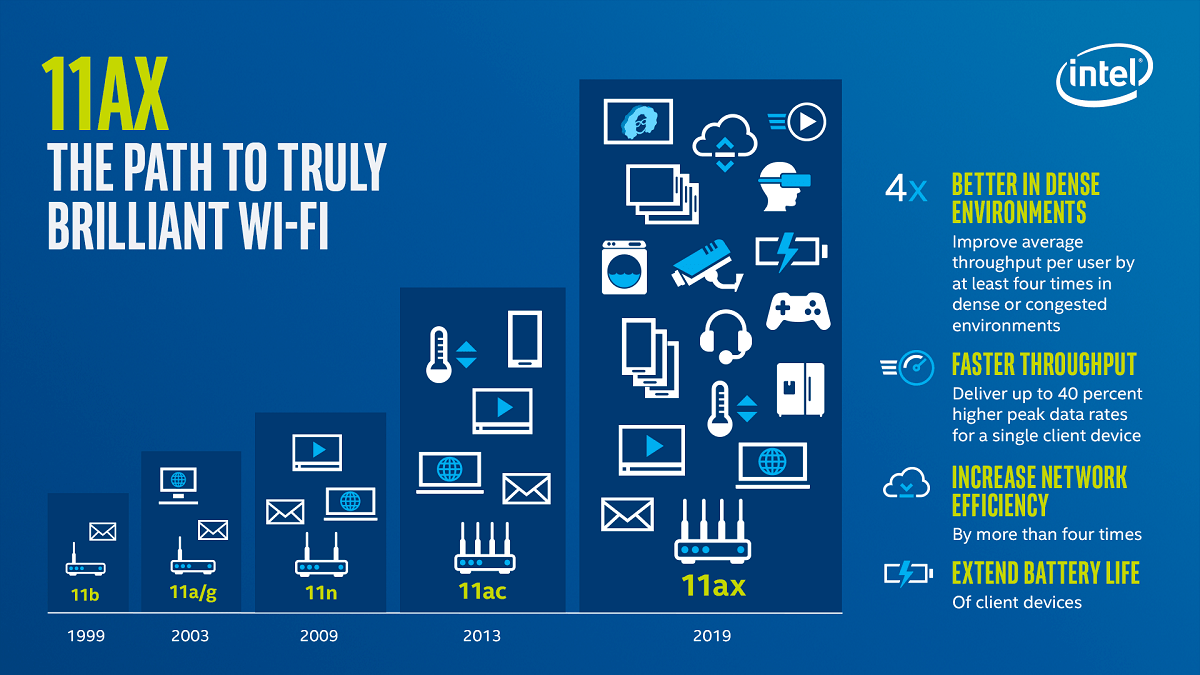 11AX
THE PATH TO TRULY
BRILLIANT WI-FI
intel®
4x
BETTER IN DENSE
ENVIRONMENTS
Improve average
throughput per user by
at least four times in
dense or congested
environments
FASTER THROUGHPUT
Deliver up to 40 percent
higher peak data rates
for a single client device
INCREASE NETWORK
EFFICIENCY
By more than four times
EXTEND BATTERY LIFE
Of client devices
11b
11a/g
11n
11ac
11ax
1999
2003
2009
2013
2019